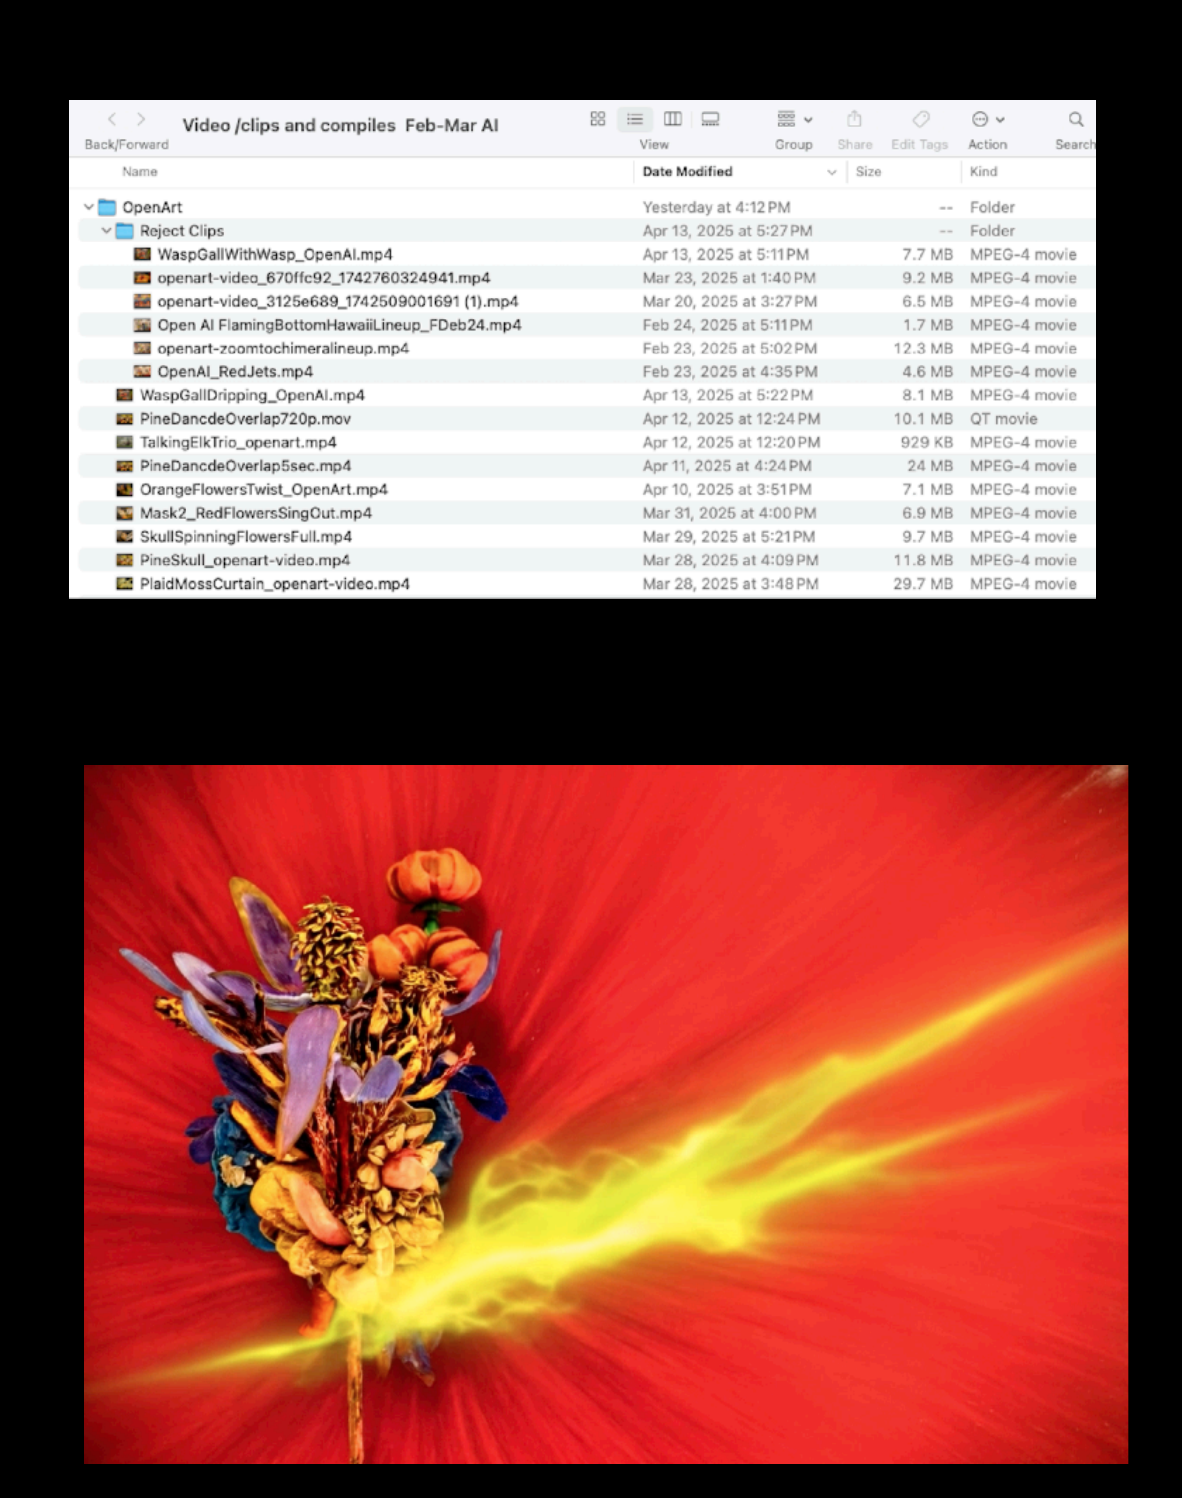 Video /clips and compiles  Feb-Mar AI
Back/Forward View Group Share Edit Tags Action Search
Name Date Modified Size Kind
OpenArt Yesterday at 4:12 PM -- Folder
Reject Clips Apr 13, 2025 at 5:27 PM -- Folder
WaspGallWithWasp_OpenAI.mp4 Apr 13, 2025 at 5:11 PM 7.7 MB MPEG-4 movie
openart-video_670ffc92_1742760324941.mp4 Mar 23, 2025 at 1:40 PM 9.2 MB MPEG-4 movie
openart-video_3125e689_1742509001691 (1).mp4 Mar 20, 2025 at 3:27 PM 6.5 MB MPEG-4 movie
Open AI FlamingBottomHawaiiLineup_FDeb24.mp4 Feb 24, 2025 at 5:11 PM 1.7 MB MPEG-4 movie
openart-zoomtochimeralineup.mp4 Feb 23, 2025 at 5:02 PM 12.3 MB MPEG-4 movie
OpenAI_RedJets.mp4 Feb 23, 2025 at 4:35 PM 4.6 MB MPEG-4 movie
WaspGallDripping_OpenAI.mp4 Apr 13, 2025 at 5:22 PM 8.1 MB MPEG-4 movie
PineDancdeOverlap720p.mov Apr 12, 2025 at 12:24 PM 10.1 MB QT movie
TalkingElkTrio_openart.mp4 Apr 12, 2025 at 12:20 PM 929 KB MPEG-4 movie
PineDancdeOverlap5sec.mp4 Apr 11, 2025 at 4:24 PM 24 MB MPEG-4 movie
OrangeFlowersTwist_OpenArt.mp4 Apr 10, 2025 at 3:51 PM 7.1 MB MPEG-4 movie
Mask2_RedFlowersSingOut.mp4 Mar 31, 2025 at 4:00 PM 6.9 MB MPEG-4 movie
SkullSpinningFlowersFull.mp4 Mar 29, 2025 at 5:21 PM 9.7 MB MPEG-4 movie
PineSkull_openart-video.mp4 Mar 28, 2025 at 4:09 PM 11.8 MB MPEG-4 movie
PlaidMossCurtain_openart-video.mp4 Mar 28, 2025 at 3:48 PM 29.7 MB MPEG-4 movie